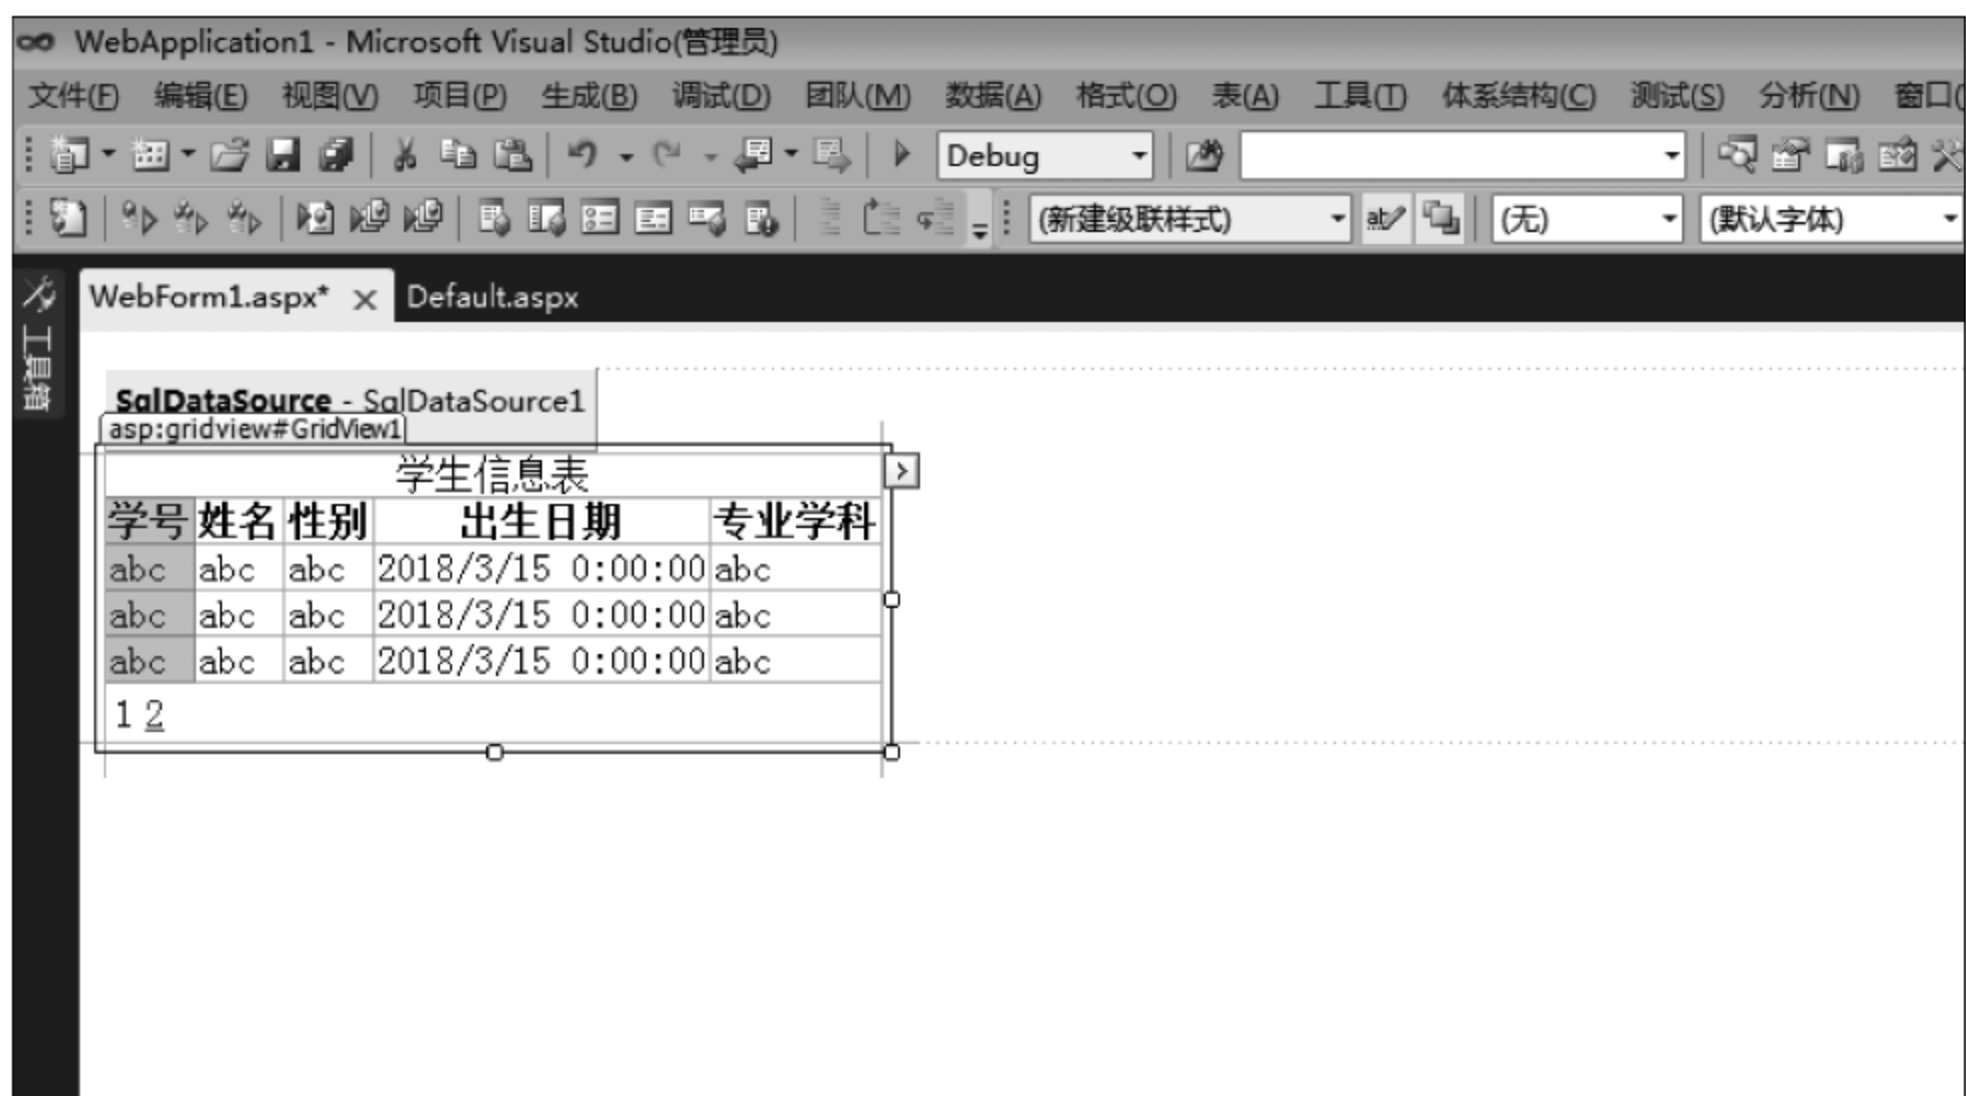 WebApplication1 - Microsoft Visual Studio(管理员)
文件(F) 编辑(E) 视图(V) 项目(P) 生成(B) 调试(D) 团队(M) 数据(A) 格式(O) 表(A) 工具(T) 体系结构(C) 测试(S) 分析(N) 窗口(
Debug
(新建级联样式) (无) (默认字体)
工具箱
WebForm1.aspx* Default.aspx
SqlDataSource - SqlDataSource1
asp:gridview#GridView1
学生信息表
学号 姓名 性别 出生日期 专业学科
abc abc abc 2018/3/15 0:00:00 abc
abc abc abc 2018/3/15 0:00:00 abc
abc abc abc 2018/3/15 0:00:00 abc
1 2